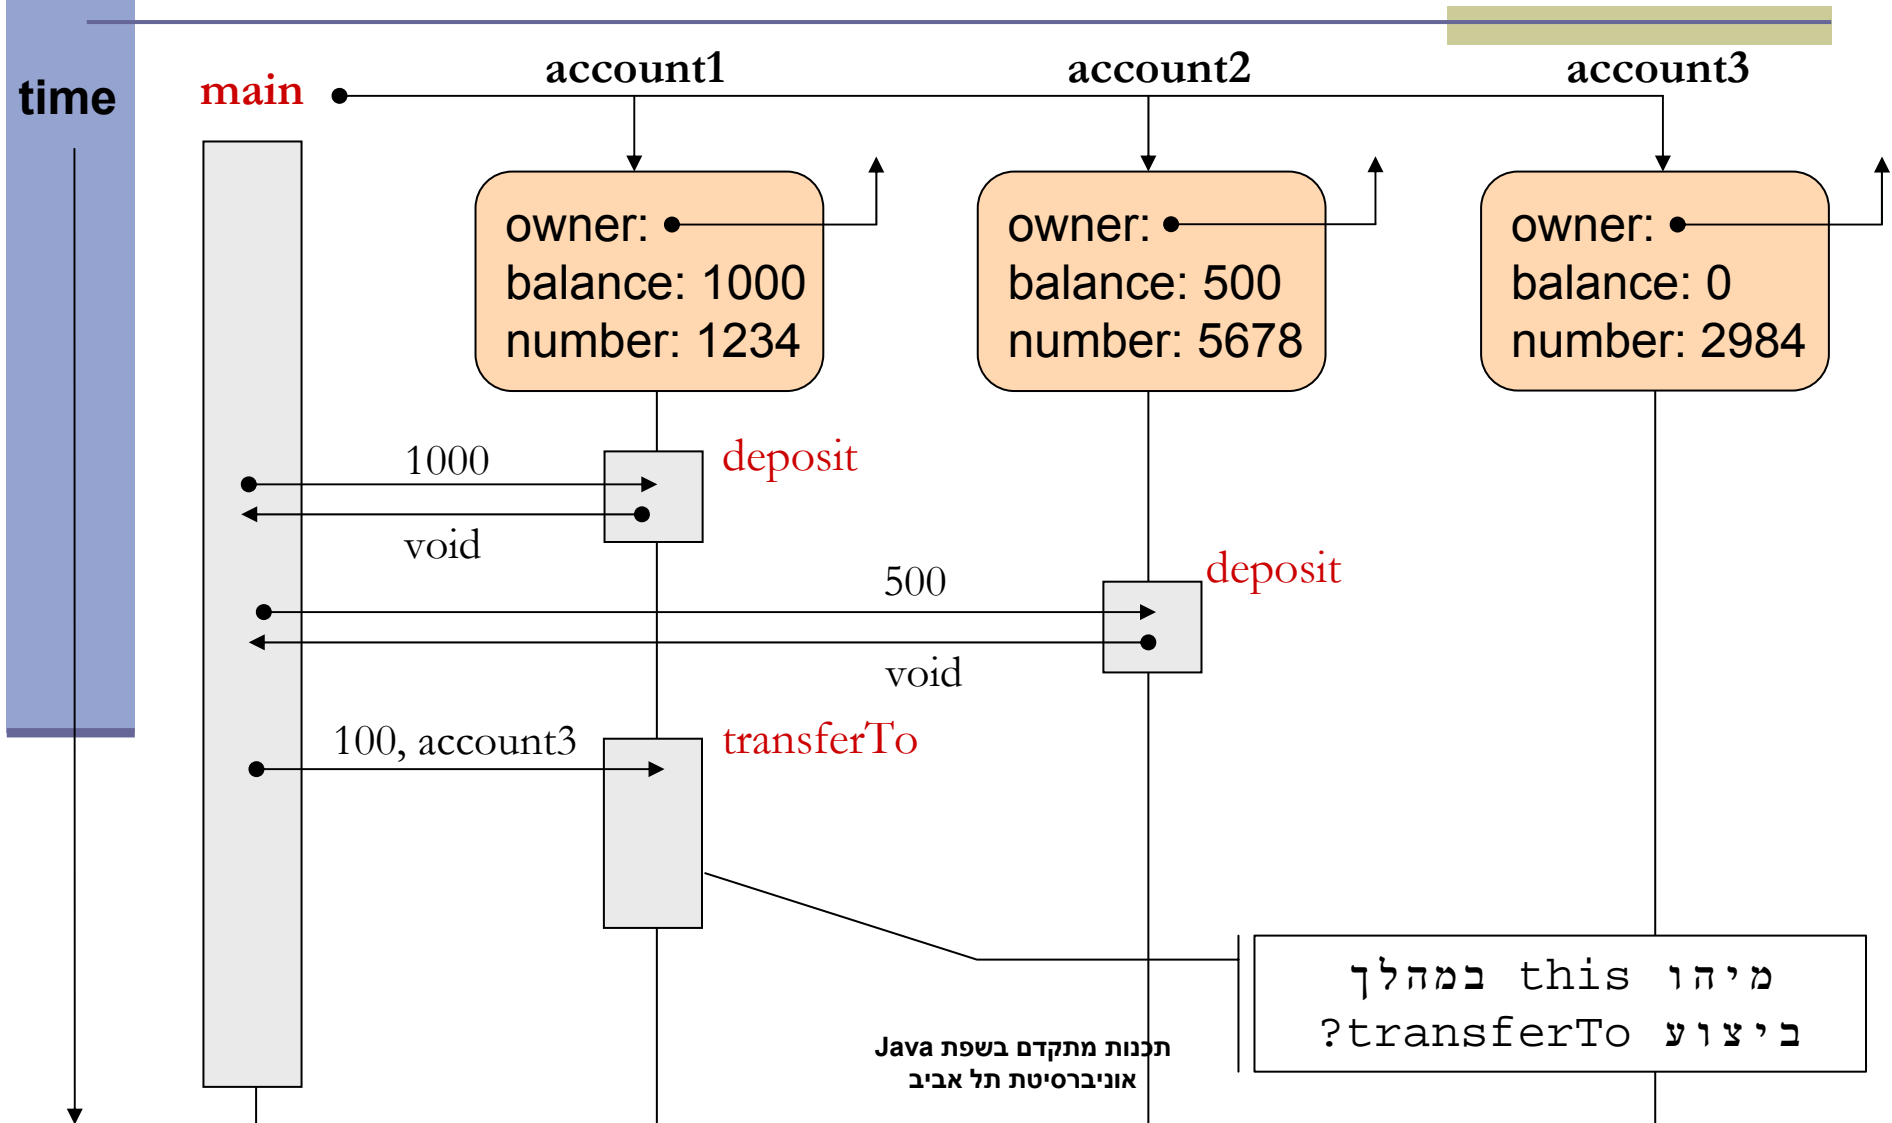 time
main
account1
account2
account3
owner:
balance: 1000
number: 1234
owner:
balance: 500
number: 5678
owner:
balance: 0
number: 2984
1000
deposit
void
500
deposit
void
100, account3
transferTo
מיהו this במהלך
ביצוע transferTo?
תכנות מתקדם בשפת Java
אוניברסיטת תל אביב